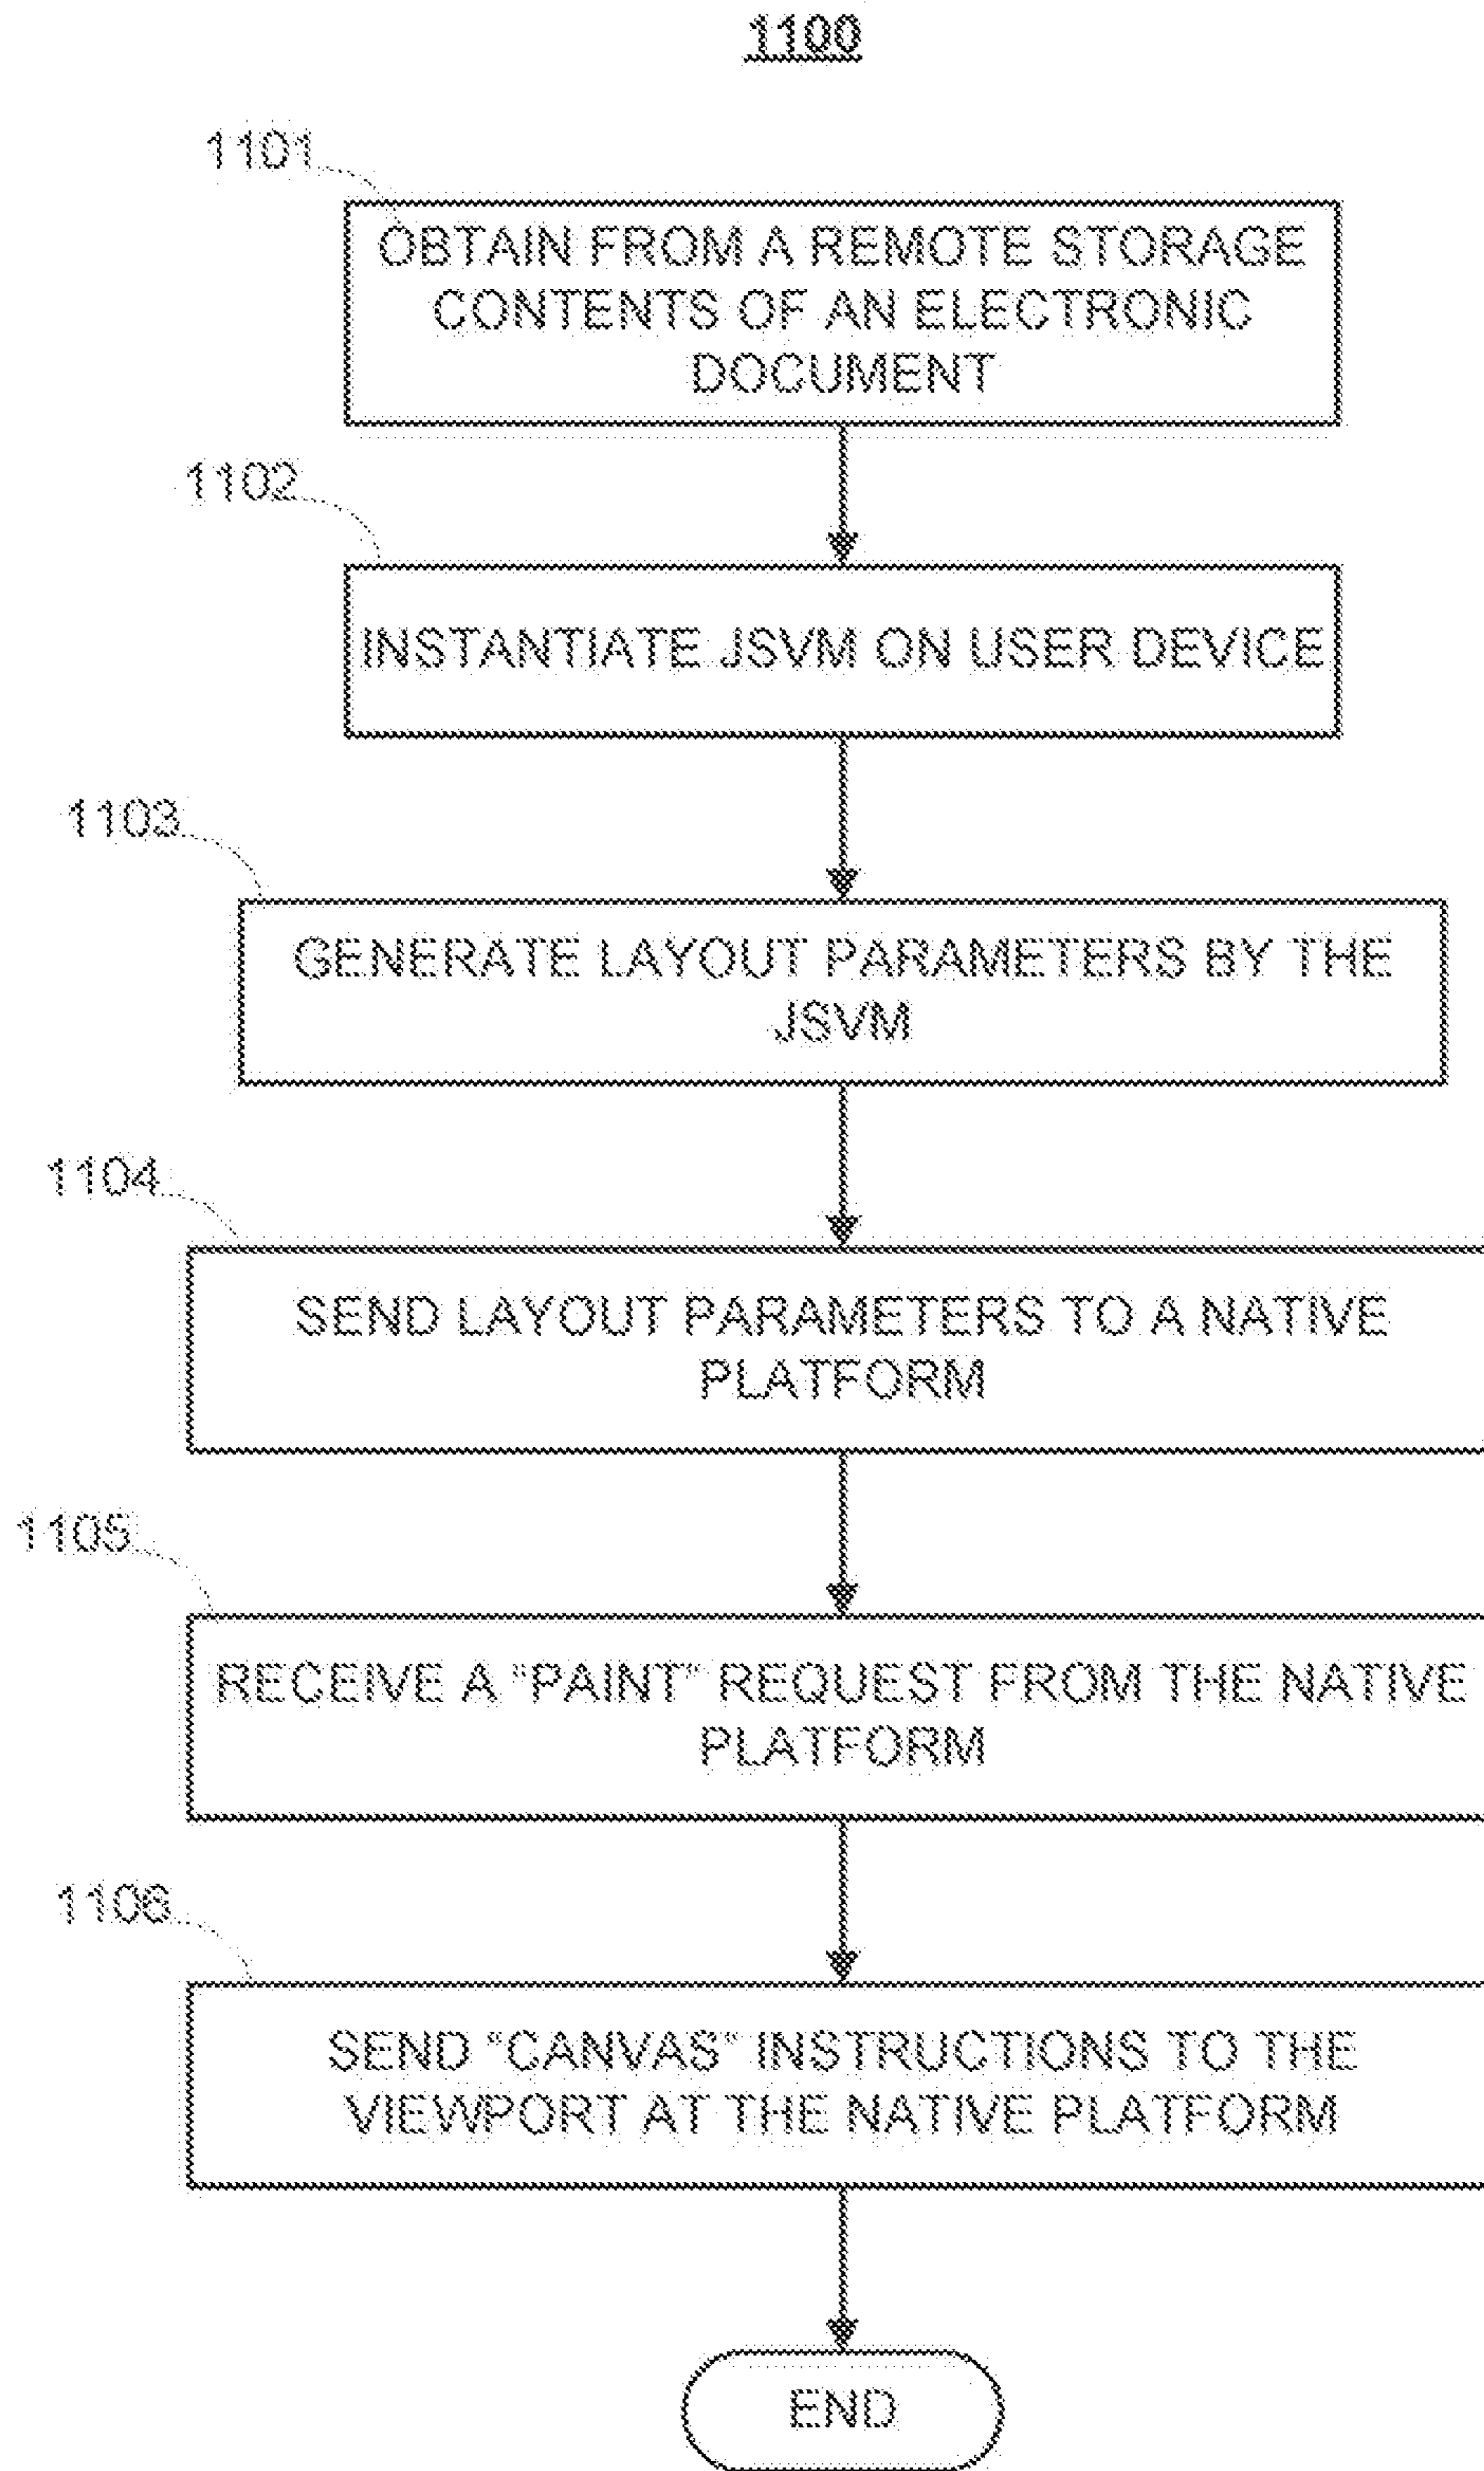 1100
1101
OBTAIN FROM A REMOTE STORAGE
CONTENTS OF AN ELECTRONIC
DOCUMENT
1102
INSTANTIATE JSVM ON USER DEVICE
1103
GENERATE LAYOUT PARAMETERS BY THE
JSVM
1104
SEND LAYOUT PARAMETERS TO A NATIVE
PLATFORM
1105
RECEIVE A "PAINT" REQUEST FROM THE NATIVE
PLATFORM
1106
SEND "CANVAS" INSTRUCTIONS TO THE
VIEWPORT AT THE NATIVE PLATFORM
END